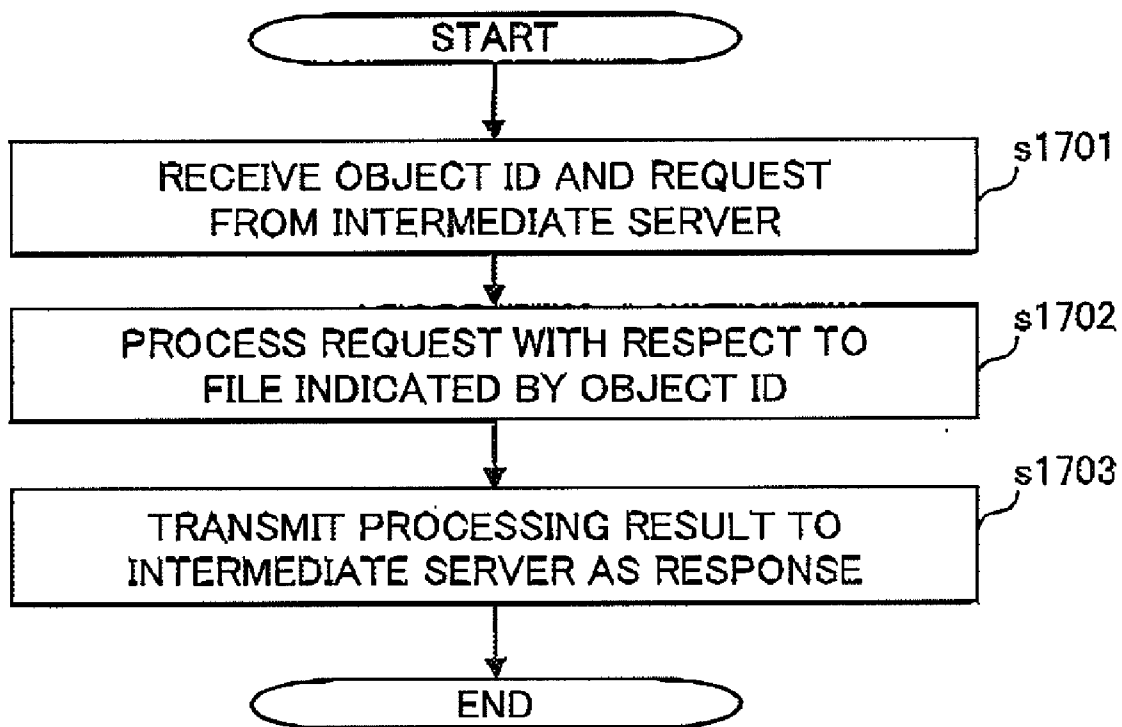 START
s1701
RECEIVE OBJECT ID AND REQUEST
FROM INTERMEDIATE SERVER
s1702
PROCESS REQUEST WITH RESPECT TO
FILE INDICATED BY OBJECT ID
s1703
TRANSMIT PROCESSING RESULT TO
INTERMEDIATE SERVER AS RESPONSE
END